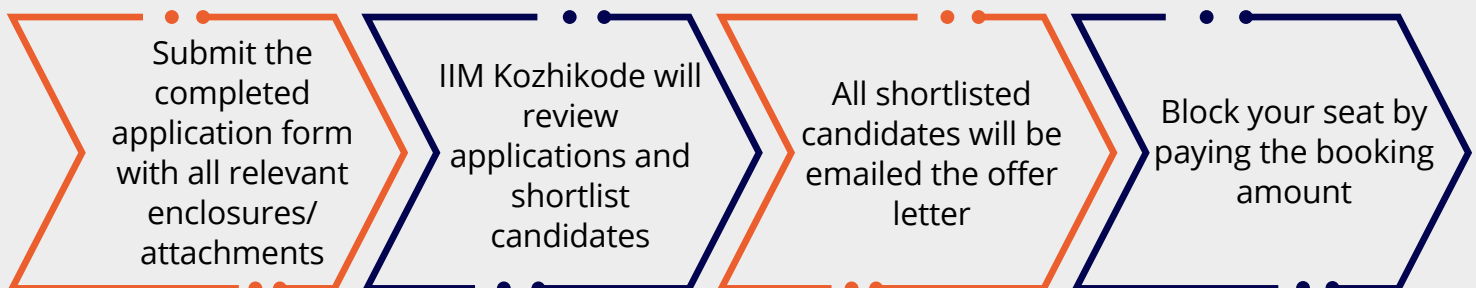 Submit the
completed
application form
with all relevant
enclosures/
attachments
IIM Kozhikode will
review
applications and
shortlist
candidates
All shortlisted
candidates will be
emailed the offer
letter
Block your seat by
paying the booking
amount